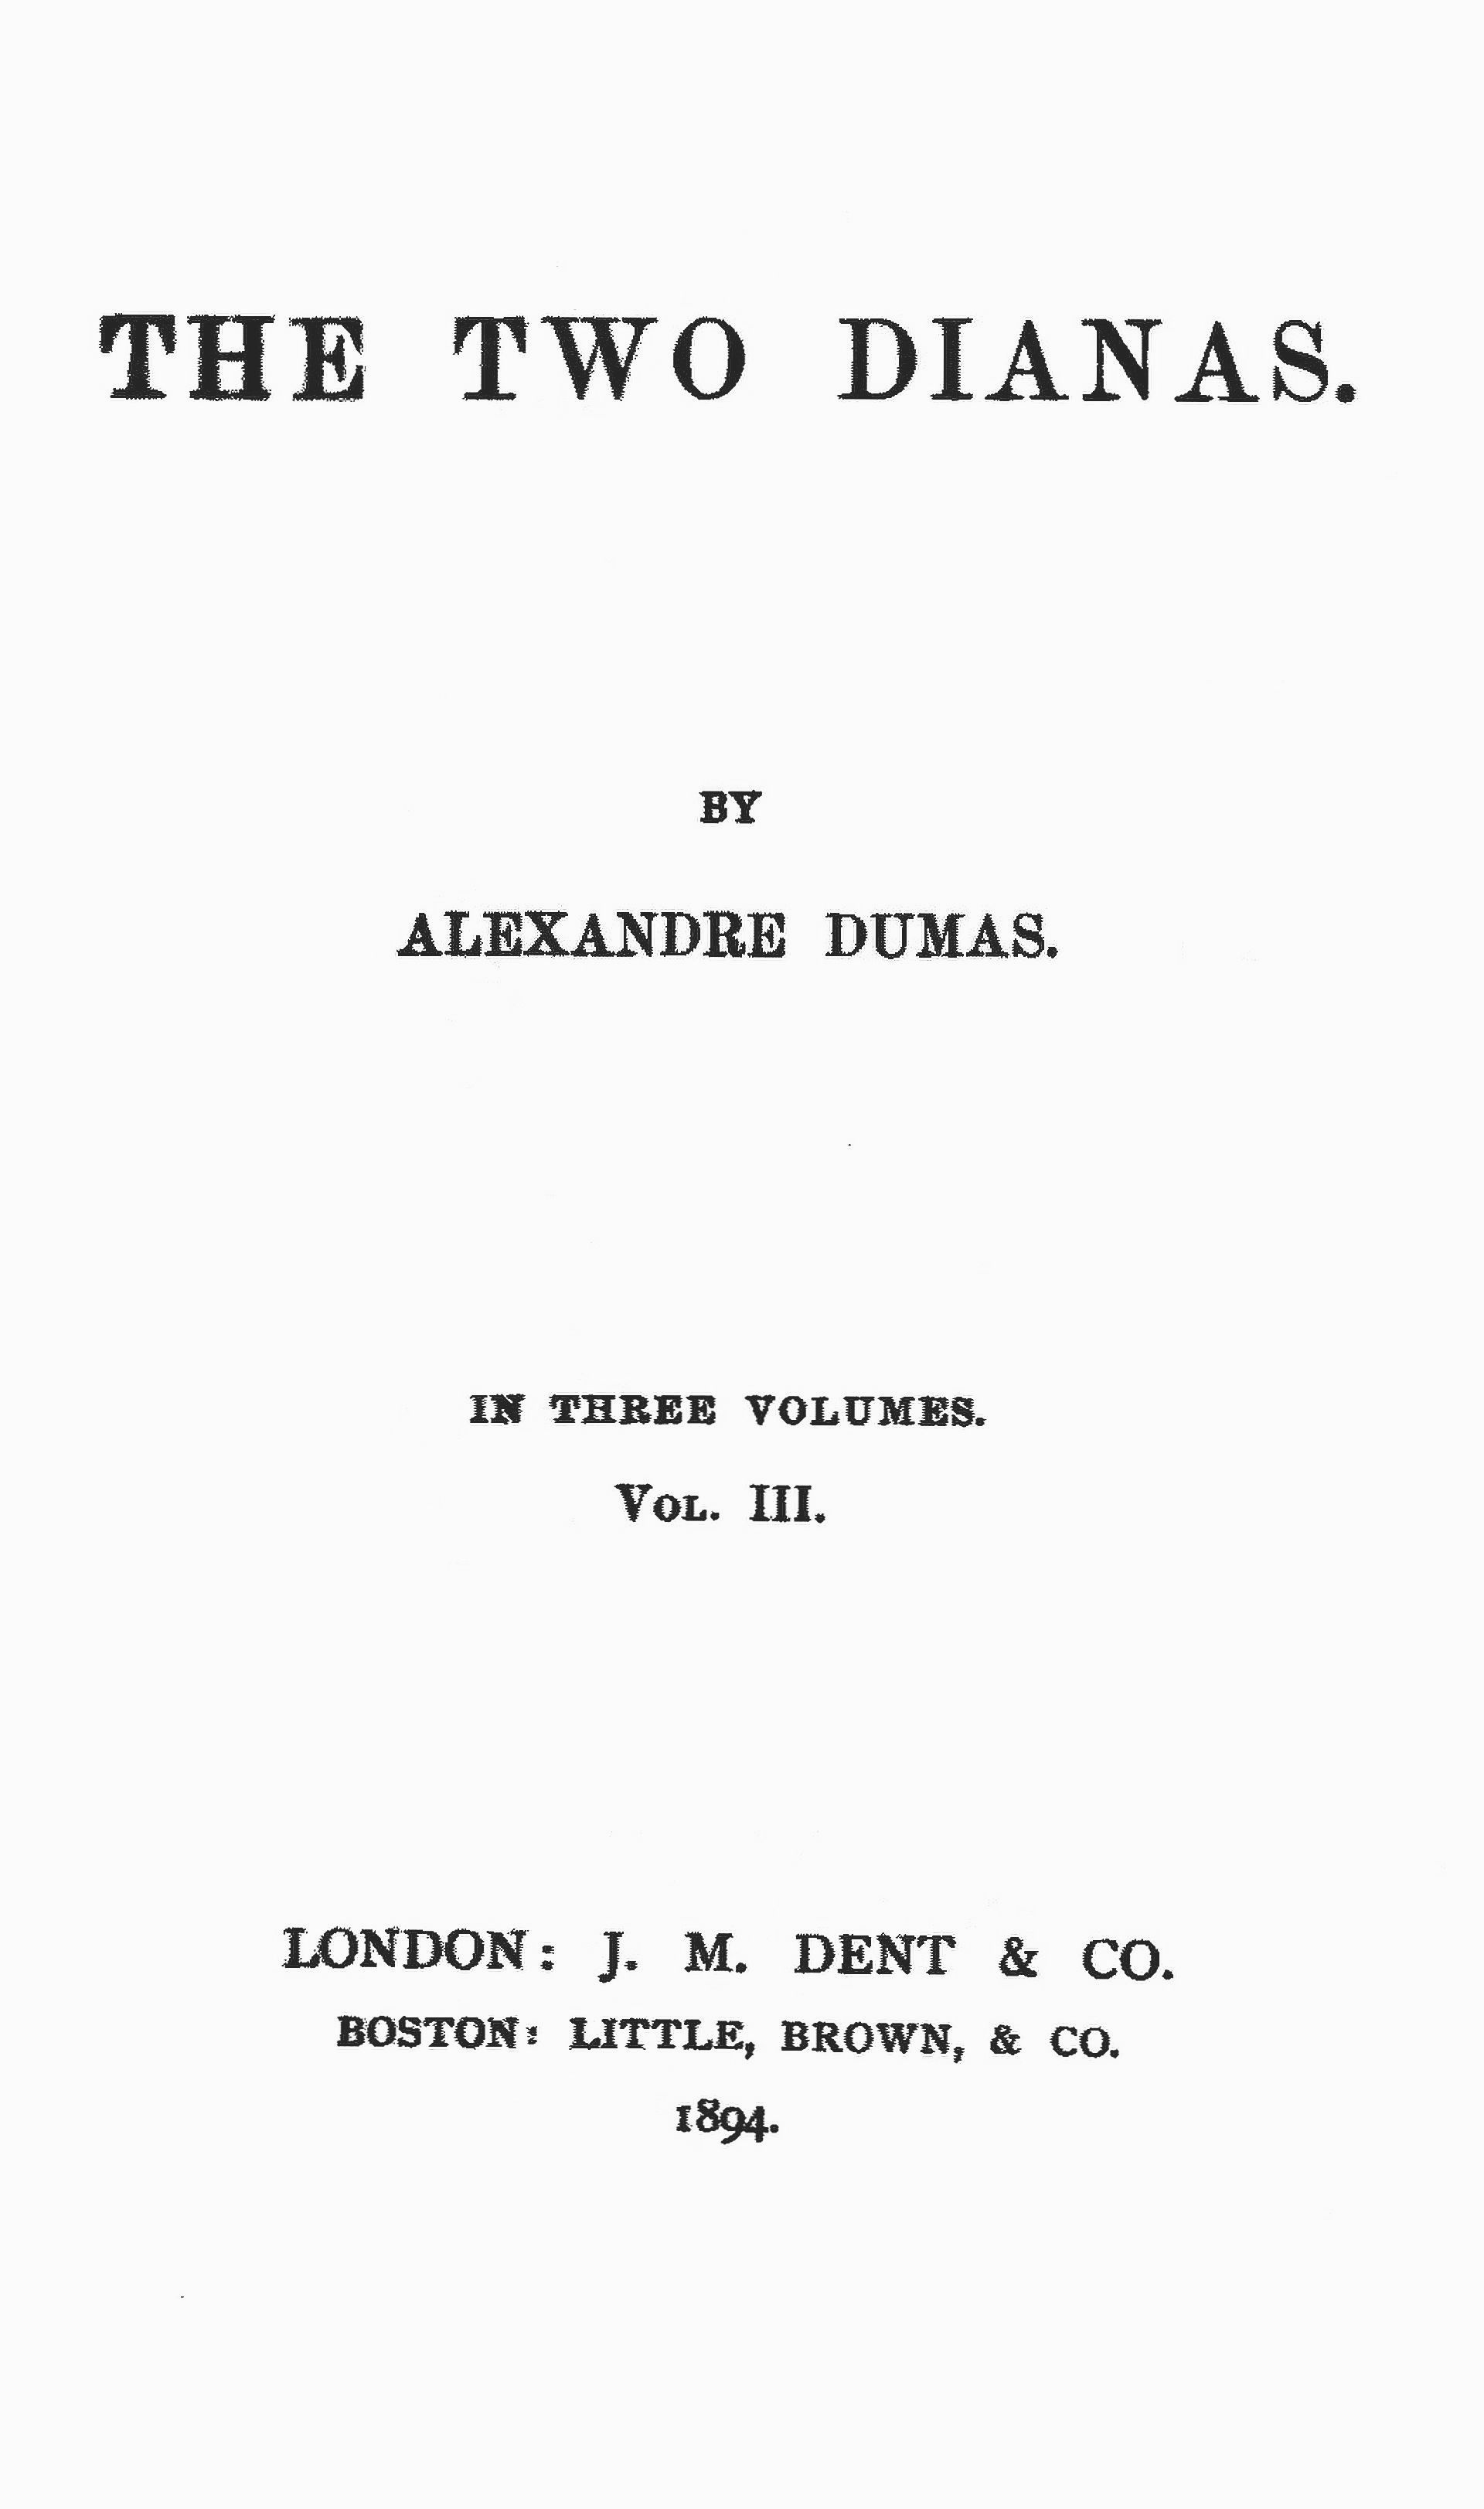 THE TWO DIANAS.
BY
ALEXANDRE DUMAS.
IN THREE VOLUMES.
VOL. III.
LONDON: J. M. DENT & CO.
BOSTON: LITTLE, BROWN, & CO.
1894.